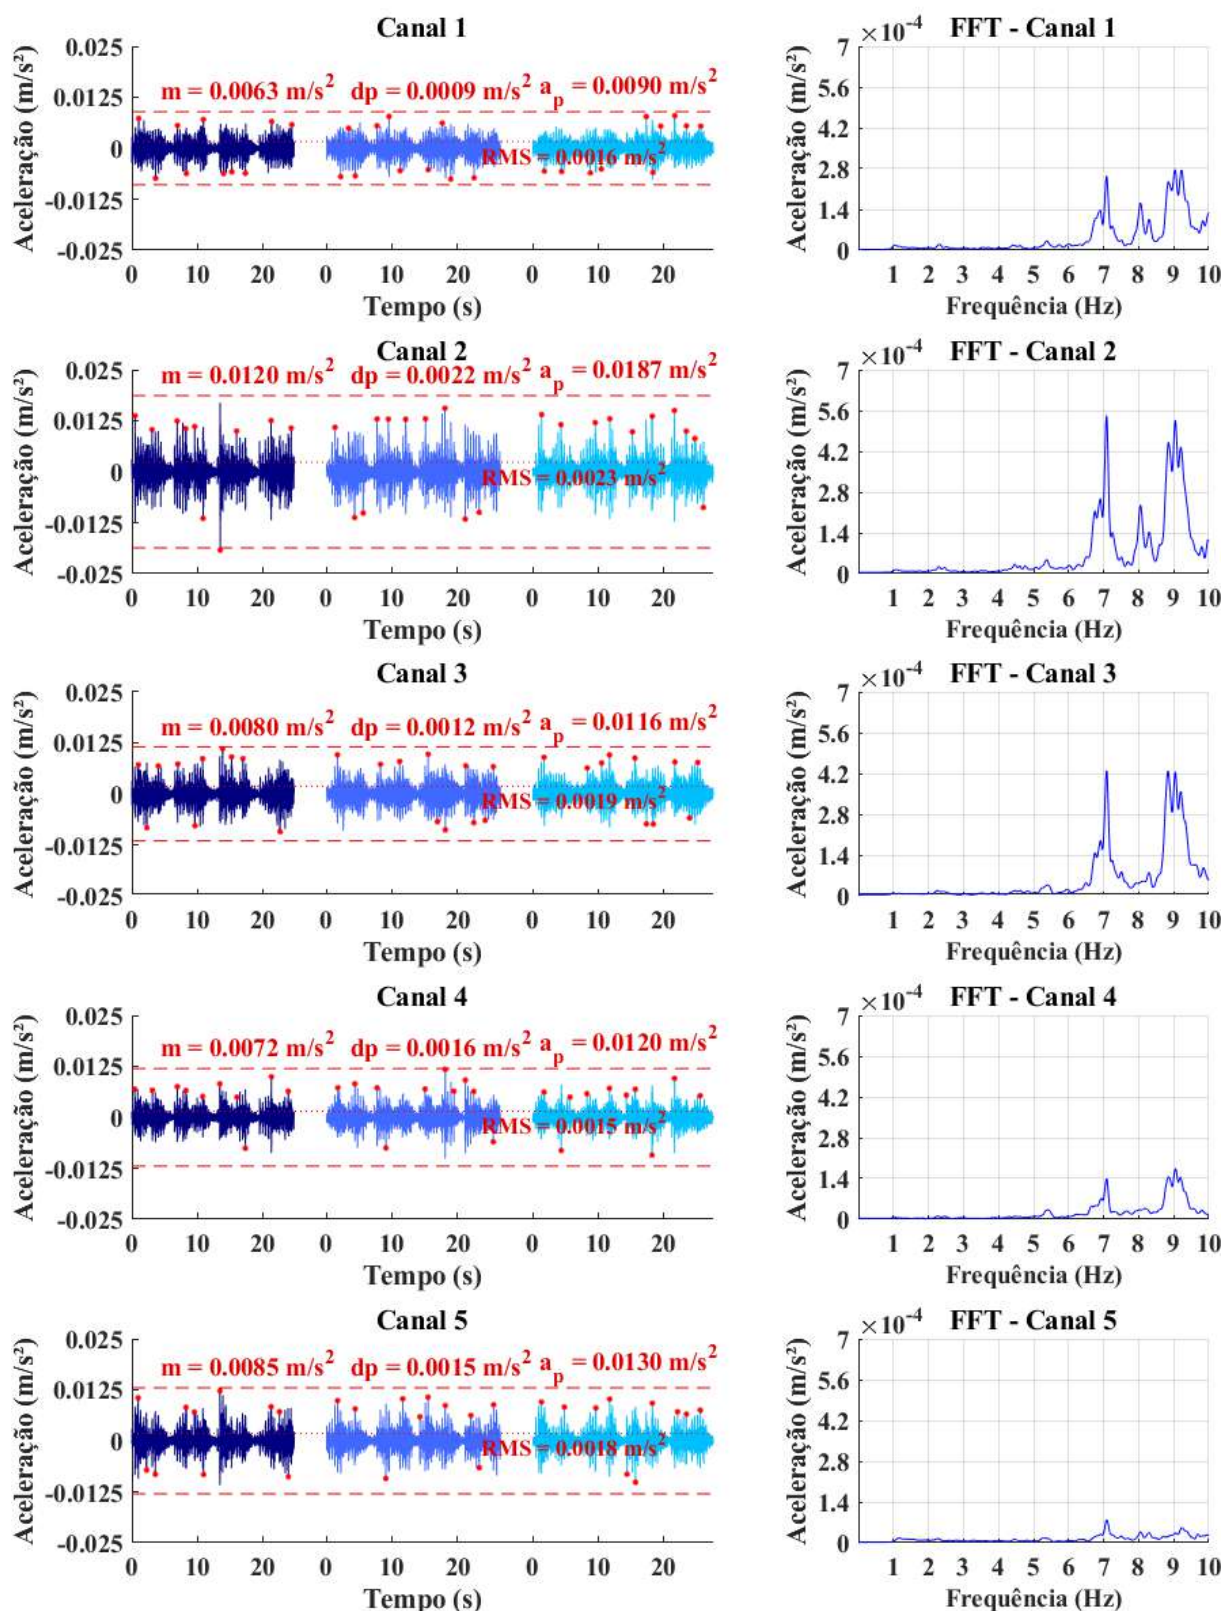 Canal 1
FFT - Canal 1
×10⁻⁴
Aceleração (m/s²)
0.025
0.0125
0
-0.0125
-0.025
m = 0.0063 m/s² dp = 0.0009 m/s² aₚ = 0.0090 m/s²
RMS = 0.0016 m/s²
0 10 20 0 10 20 0 10 20
Tempo (s)
7
5.6
4.2
2.8
1.4
0
1 2 3 4 5 6 7 8 9 10
Frequência (Hz)
Canal 2
FFT - Canal 2
×10⁻⁴
Aceleração (m/s²)
0.025
0.0125
0
-0.0125
-0.025
m = 0.0120 m/s² dp = 0.0022 m/s² aₚ = 0.0187 m/s²
RMS = 0.0023 m/s²
0 10 20 0 10 20 0 10 20
Tempo (s)
Aceleração (m/s²)
7
5.6
4.2
2.8
1.4
0
1 2 3 4 5 6 7 8 9 10
Frequência (Hz)
Canal 3
FFT - Canal 3
×10⁻⁴
Aceleração (m/s²)
0.025
0.0125
0
-0.0125
-0.025
m = 0.0080 m/s² dp = 0.0012 m/s² aₚ = 0.0116 m/s²
RMS = 0.0019 m/s²
0 10 20 0 10 20 0 10 20
Tempo (s)
Aceleração (m/s²)
7
5.6
4.2
2.8
1.4
0
1 2 3 4 5 6 7 8 9 10
Frequência (Hz)
Canal 4
FFT - Canal 4
×10⁻⁴
Aceleração (m/s²)
0.025
0.0125
0
-0.0125
-0.025
m = 0.0072 m/s² dp = 0.0016 m/s² aₚ = 0.0120 m/s²
RMS = 0.0015 m/s²
0 10 20 0 10 20 0 10 20
Tempo (s)
Aceleração (m/s²)
7
5.6
4.2
2.8
1.4
0
1 2 3 4 5 6 7 8 9 10
Frequência (Hz)
Canal 5
FFT - Canal 5
×10⁻⁴
Aceleração (m/s²)
0.025
0.0125
0
-0.0125
-0.025
m = 0.0085 m/s² dp = 0.0015 m/s² aₚ = 0.0130 m/s²
RMS = 0.0018 m/s²
0 10 20 0 10 20 0 10 20
Tempo (s)
Aceleração (m/s²)
7
5.6
4.2
2.8
1.4
0
1 2 3 4 5 6 7 8 9 10
Frequência (Hz)
Aceleração (m/s²)